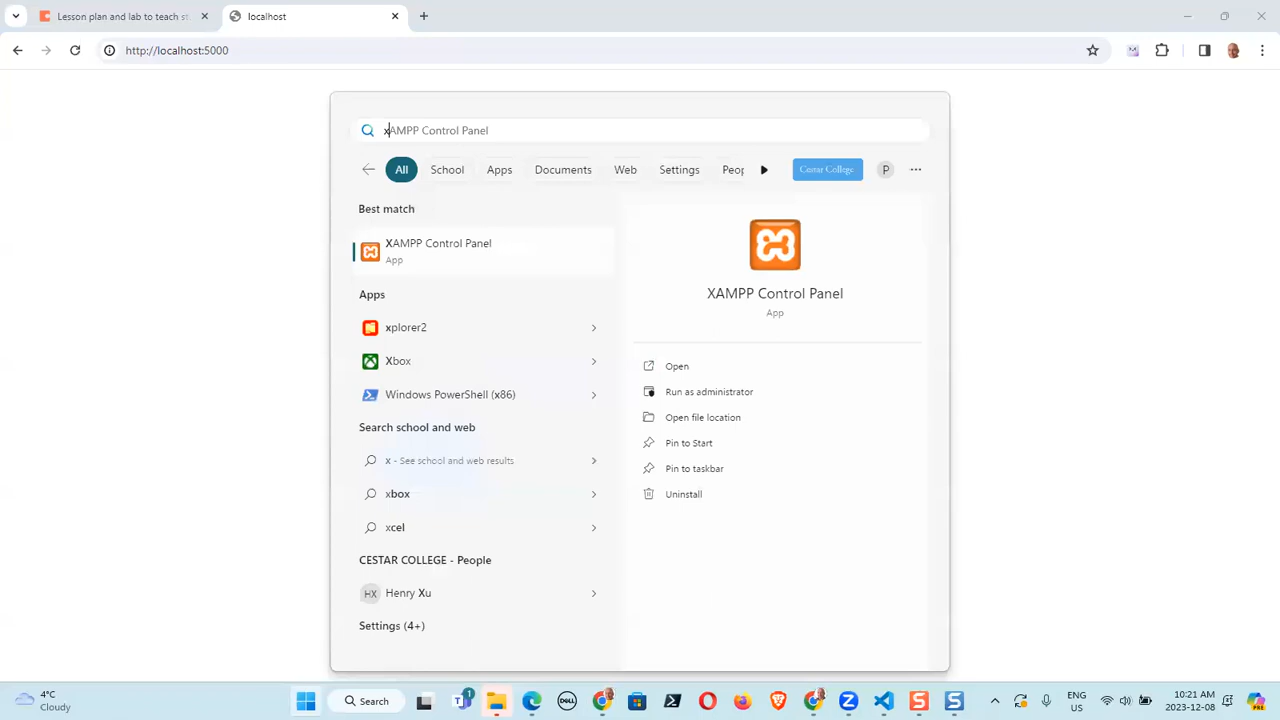 Lesson plan and lab to teach st
localhost
http://localhost:5000
xAMPP Control Panel
All
School
Apps
Documents
Web
Settings
Peop
Cestar College
P
Best match
XAMPP Control Panel
App
Apps
xplorer2
Xbox
Windows PowerShell (x86)
Search school and web
x - See school and web results
xbox
xcel
CESTAR COLLEGE - People
HX
Henry Xu
Settings (4+)
XAMPP Control Panel
App
Open
Run as administrator
Open file location
Pin to Start
Pin to taskbar
Uninstall
4°C
Cloudy
Search
1
DELL
S
S
ENG
US
10:21 AM
2023-12-08